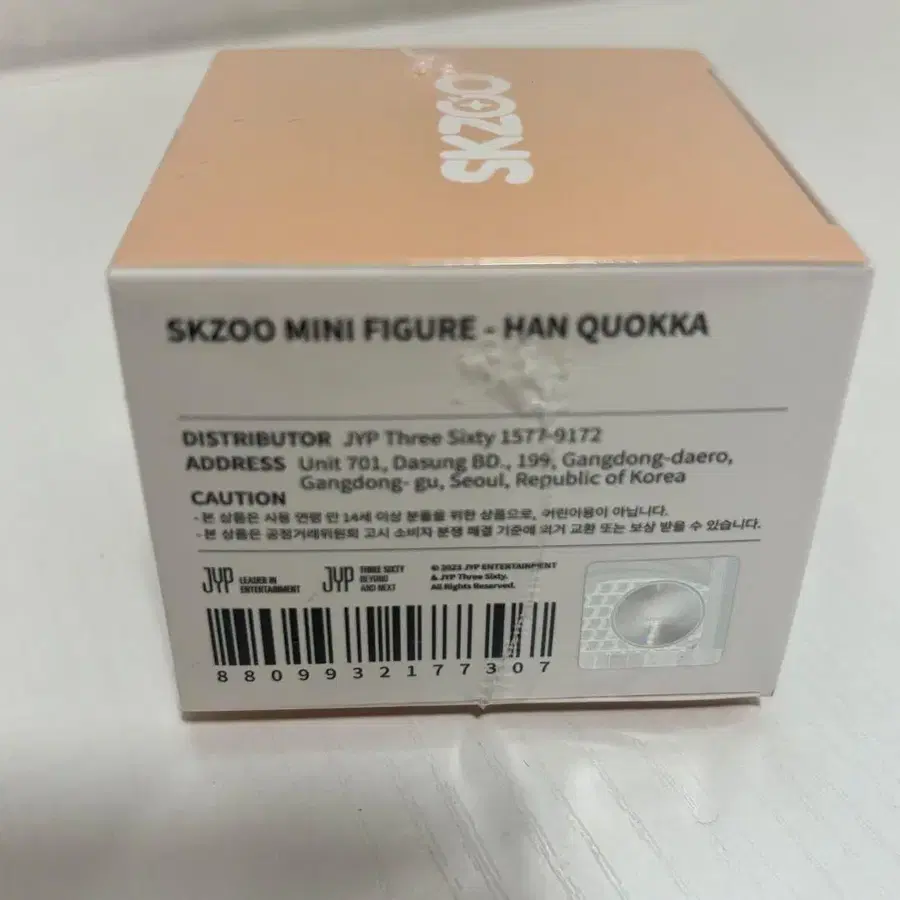 SKZOO
SKZOO MINI FIGURE - HAN QUOKKA
DISTRIBUTOR JYP Three Sixty 1577-9172
ADDRESS Unit 701, Dasung BD., 199, Gangdong-daero,
Gangdong- gu, Seoul, Republic of Korea
CAUTION
- 본 상품은 사용 연령 만 14세 이상 분들을 위한 상품으로, 어린이용이 아닙니다.
- 본 상품은 공정거래위원회 고시 소비자 분쟁 해결 기준에 의거 교환 또는 보상 받을 수 있습니다.
JYP LEADER IN
ENTERTAINMENT
JYP THREE SIXTY
BEYOND
AND NEXT
© 2023 JYP ENTERTAINMENT
& JYP Three Sixty.
All Rights Reserved.
8809932177307